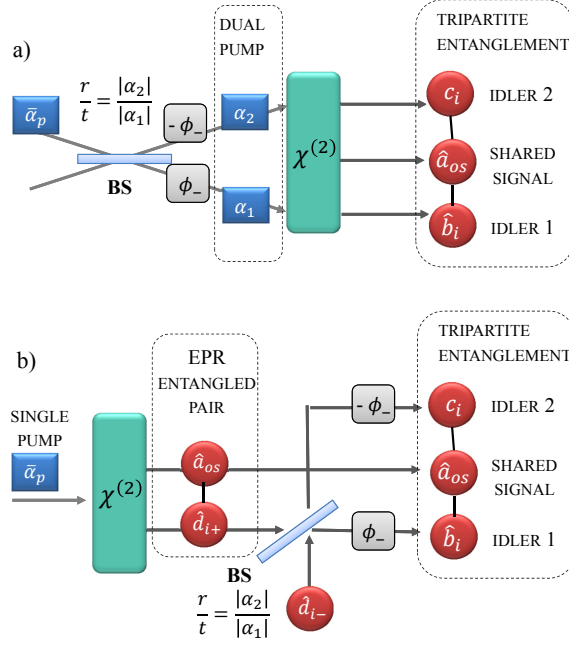 a)
DUAL
PUMP
TRIPARTITE
ENTANGLEMENT
r/t = |α₂|/|α₁|
ᾱₚ
- ϕ₋
α₂
cᵢ
IDLER 2
χ⁽²⁾
âₒₛ
SHARED
SIGNAL
BS
ϕ₋
α₁
b̂ᵢ
IDLER 1
b)
EPR
ENTANGLED
PAIR
TRIPARTITE
ENTANGLEMENT
SINGLE
PUMP
ᾱₚ
χ⁽²⁾
- ϕ₋
cᵢ
IDLER 2
âₒₛ
âₒₛ
SHARED
SIGNAL
d̂ᵢ₊
ϕ₋
b̂ᵢ
IDLER 1
BS
r/t = |α₂|/|α₁|
d̂ᵢ₋